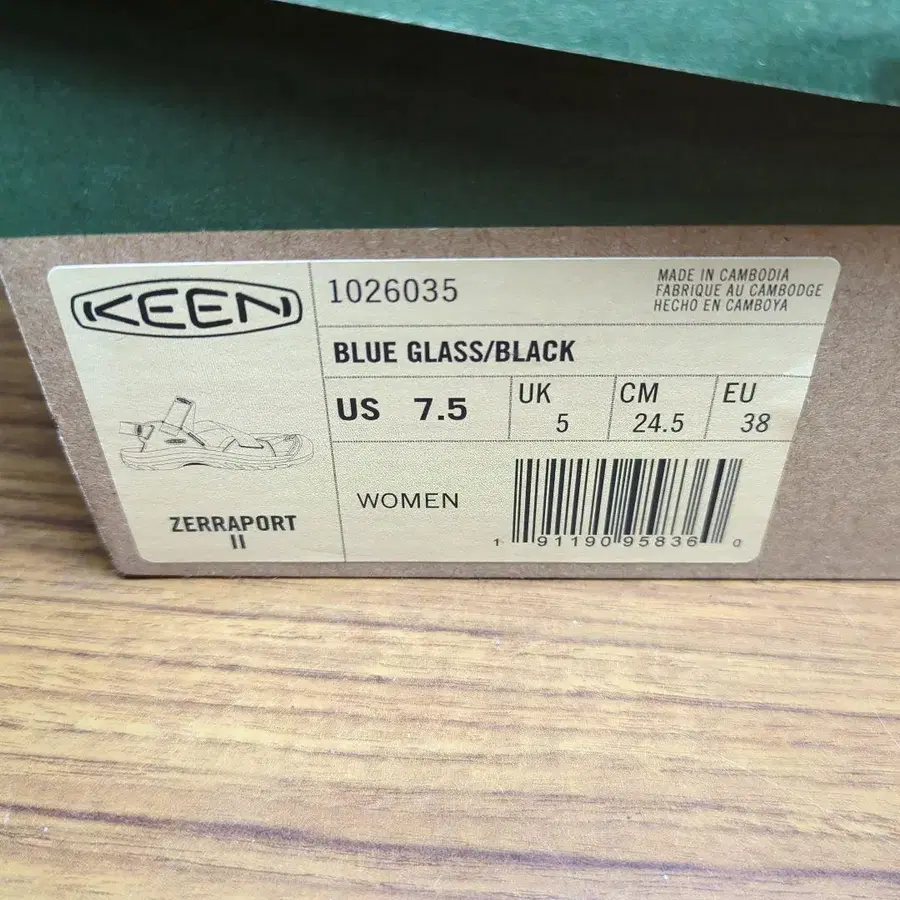 KEEN
1026035
MADE IN CAMBODIA
FABRIQUE AU CAMBODGE
HECHO EN CAMBOYA
BLUE GLASS/BLACK
US 7.5
UK 5
CM 24.5
EU 38
ZERRAPORT
II
WOMEN
1 91190 95836 0